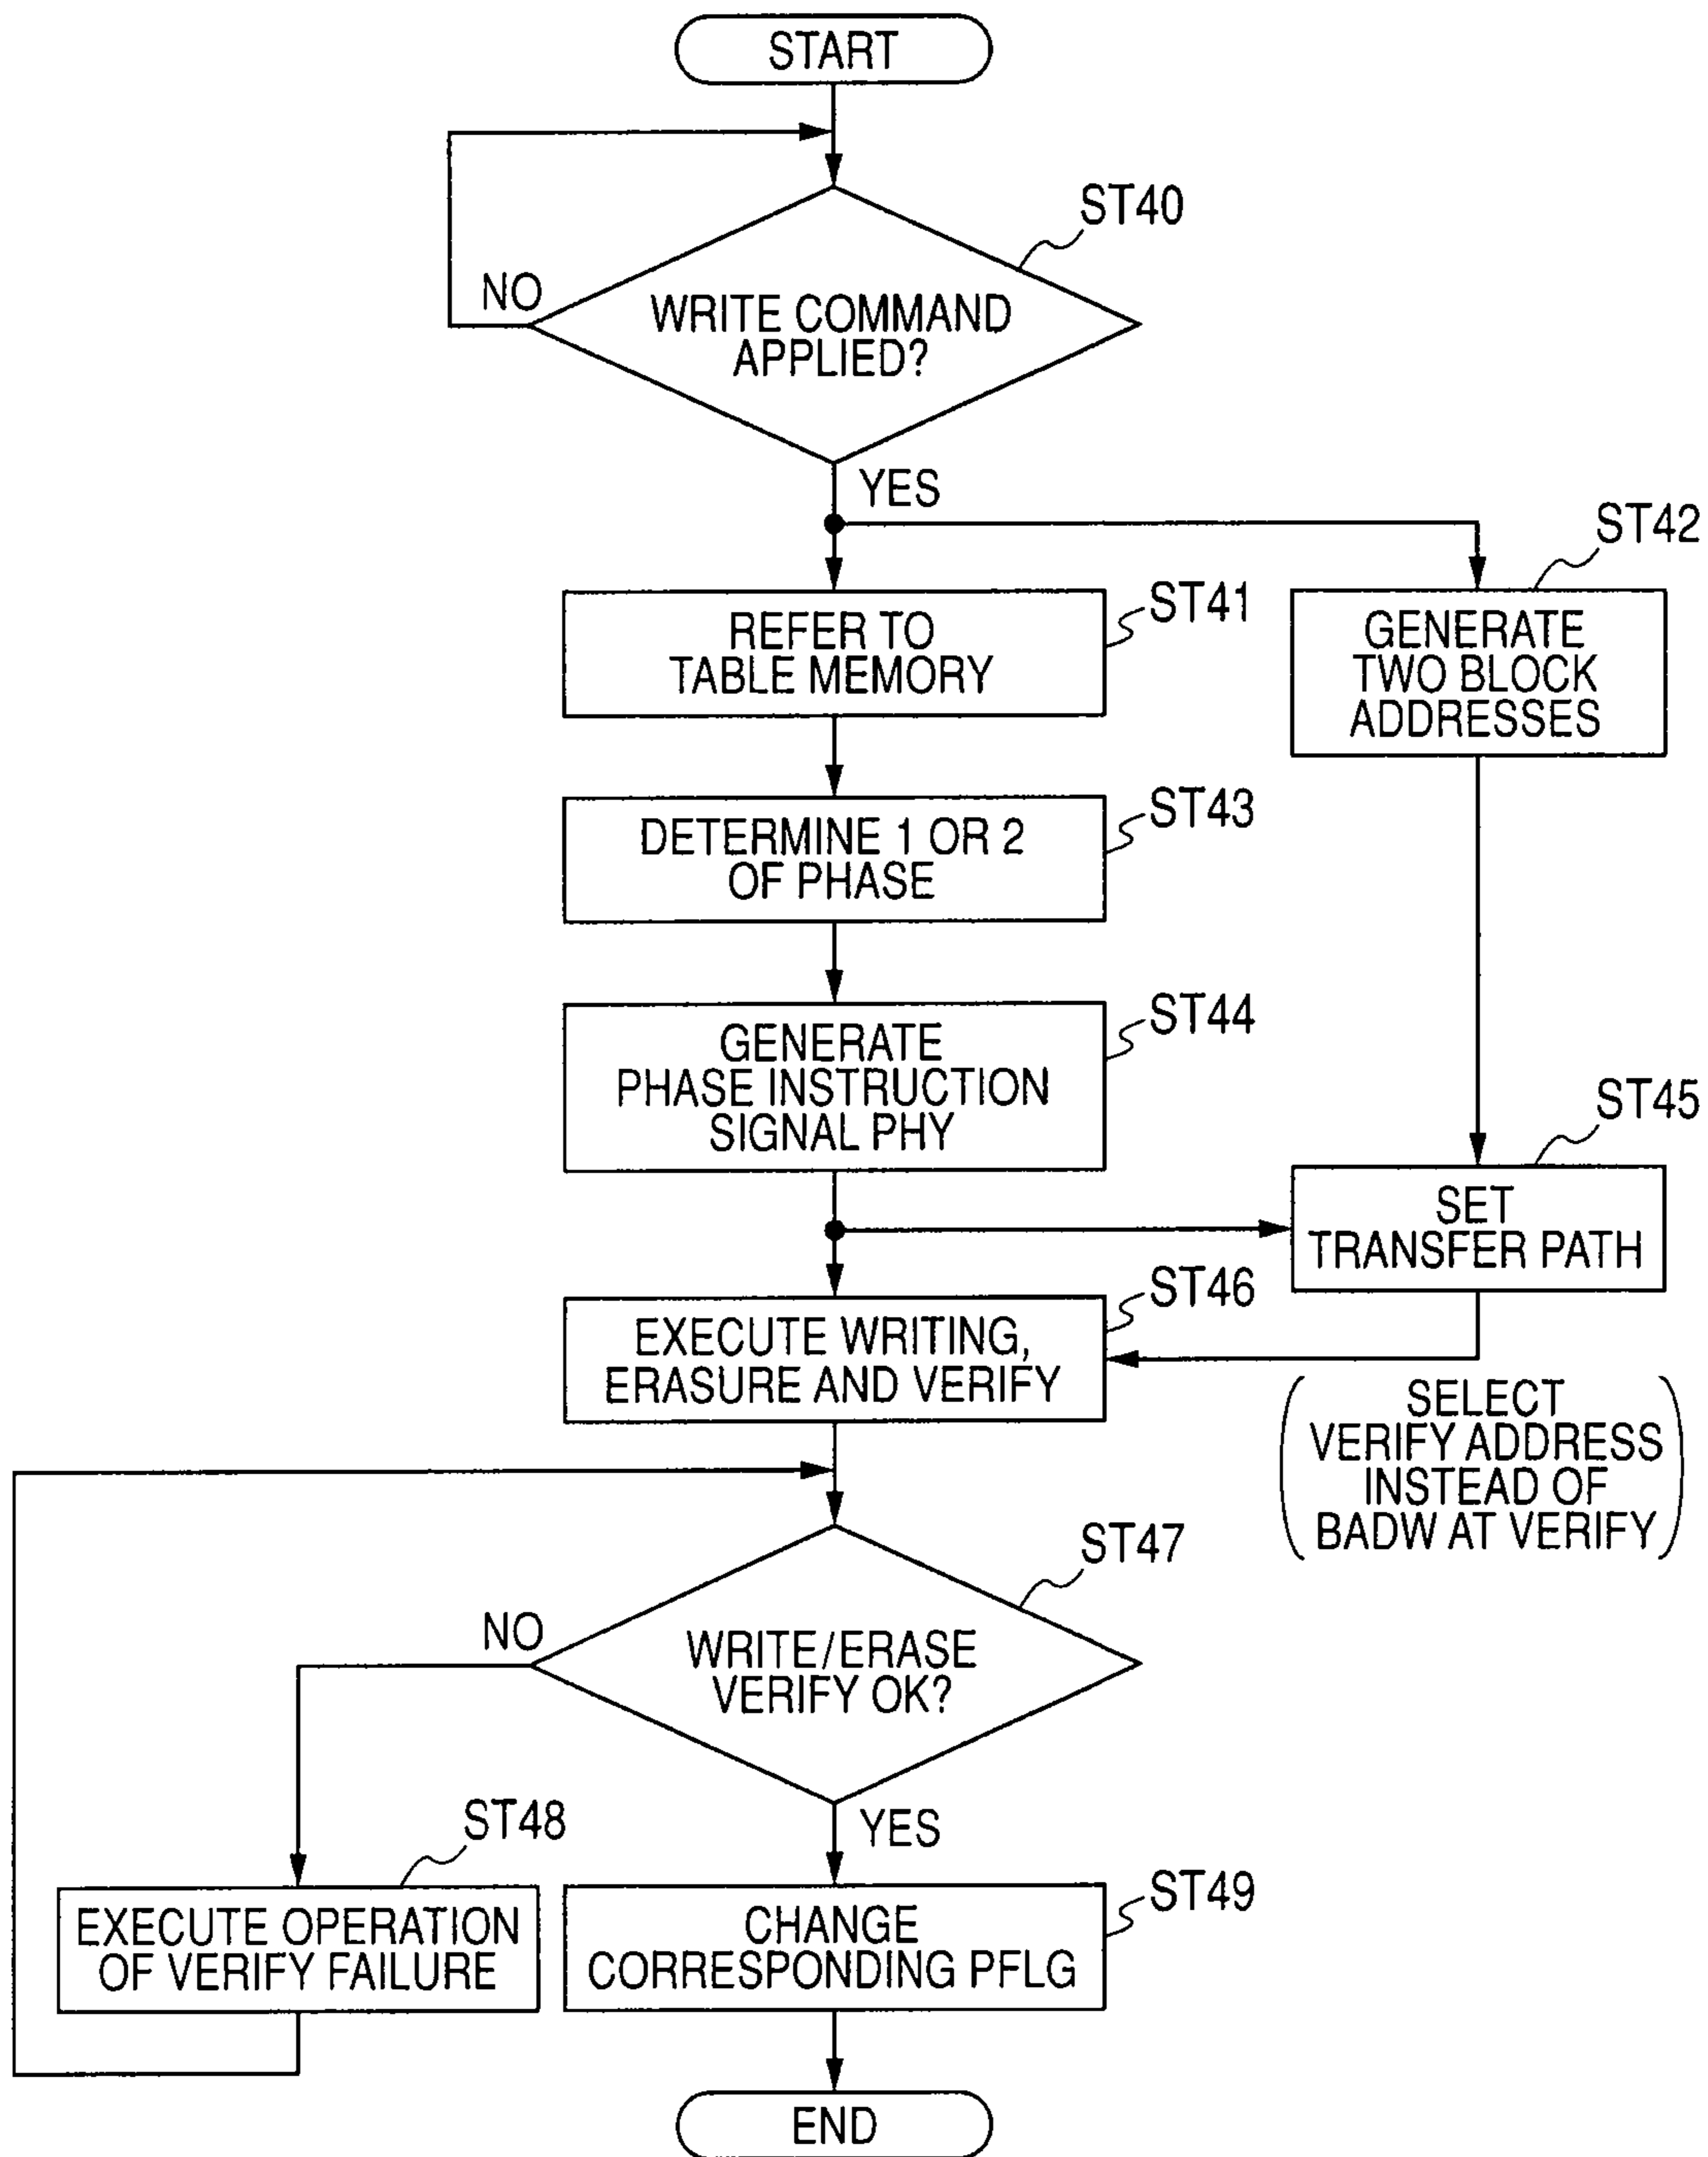 START
ST40
NO
WRITE COMMAND
APPLIED?
YES
ST42
ST41
REFER TO
TABLE MEMORY
GENERATE
TWO BLOCK
ADDRESSES
ST43
DETERMINE 1 OR 2
OF PHASE
ST44
GENERATE
PHASE INSTRUCTION
SIGNAL PHY
ST45
SET
TRANSFER PATH
ST46
EXECUTE WRITING,
ERASURE AND VERIFY
(SELECT
VERIFY ADDRESS
INSTEAD OF
BADW AT VERIFY)
ST47
NO
WRITE/ERASE
VERIFY OK?
YES
ST48
EXECUTE OPERATION
OF VERIFY FAILURE
ST49
CHANGE
CORRESPONDING PFLG
END